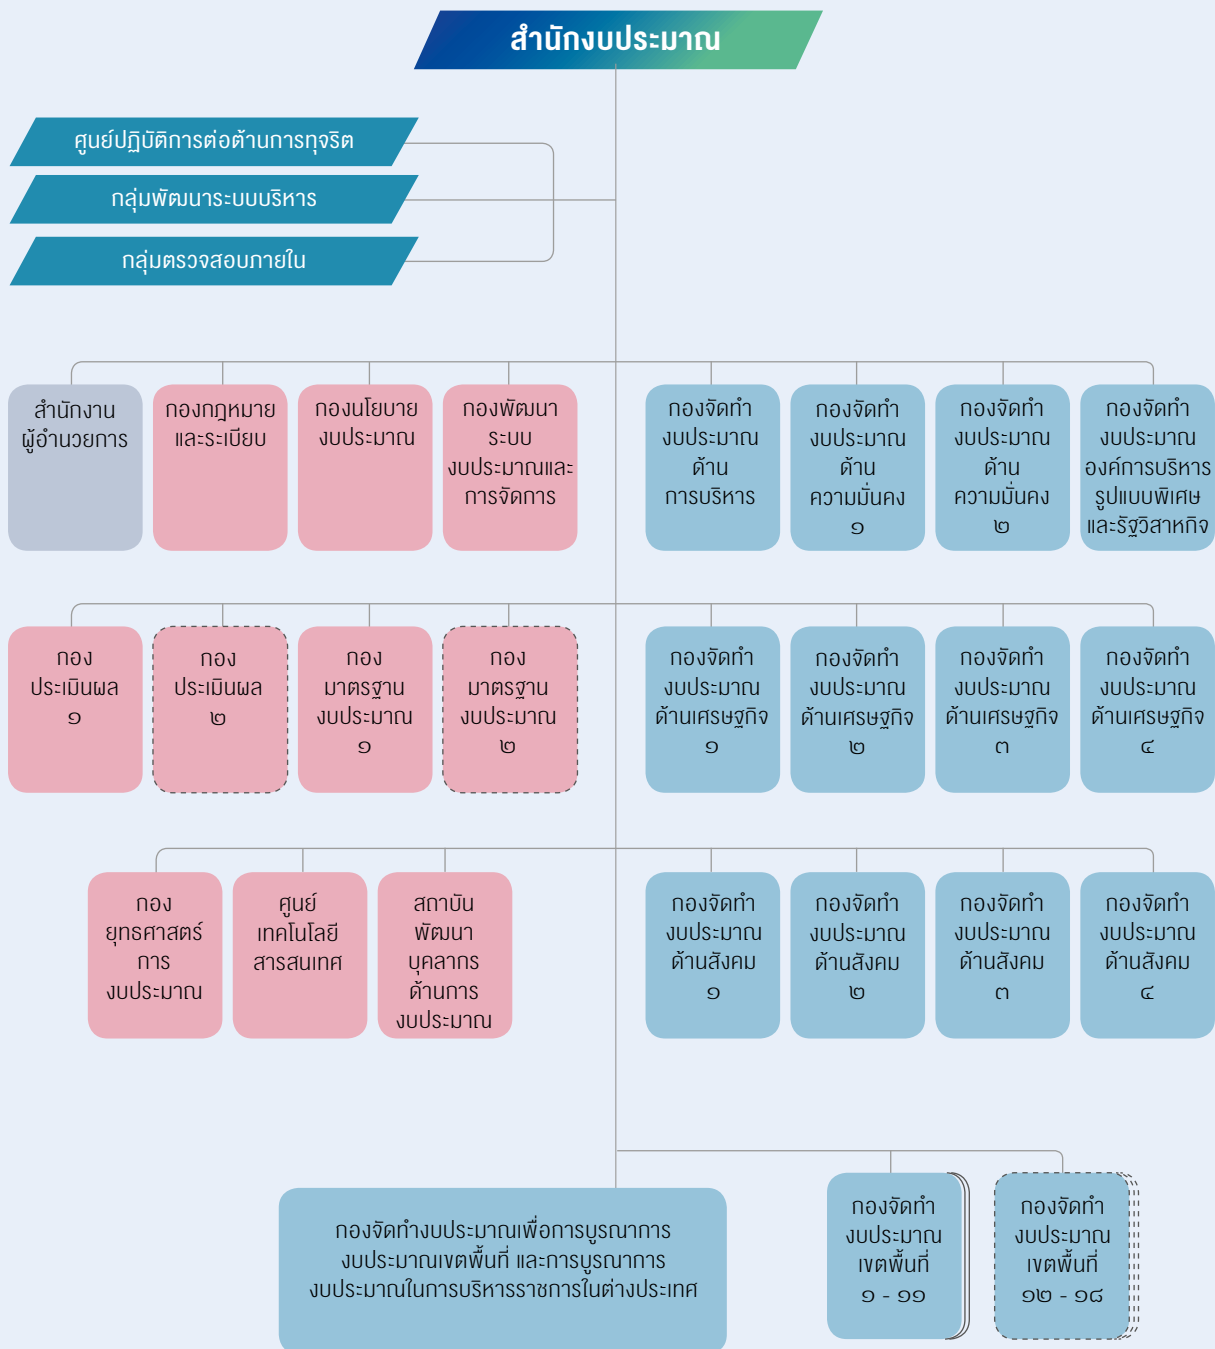 สำนักงบประมาณ
ศูนย์ปฏิบัติการต่อต้านการทุจริต
กลุ่มพัฒนาระบบบริหาร
กลุ่มตรวจสอบภายใน
สำนักงาน
ผู้อำนวยการ
กองกฎหมาย
และระเบียบ
กองนโยบาย
งบประมาณ
กองพัฒนา
ระบบ
งบประมาณและ
การจัดการ
กองจัดทำ
งบประมาณ
ด้าน
การบริหาร
กองจัดทำ
งบประมาณ
ด้าน
ความมั่นคง
๑
กองจัดทำ
งบประมาณ
ด้าน
ความมั่นคง
๒
กองจัดทำ
งบประมาณ
องค์การบริหาร
รูปแบบพิเศษ
และรัฐวิสาหกิจ
กอง
ประเมินผล
๑
กอง
ประเมินผล
๒
กอง
มาตรฐาน
งบประมาณ
๑
กอง
มาตรฐาน
งบประมาณ
๒
กองจัดทำ
งบประมาณ
ด้านเศรษฐกิจ
๑
กองจัดทำ
งบประมาณ
ด้านเศรษฐกิจ
๒
กองจัดทำ
งบประมาณ
ด้านเศรษฐกิจ
๓
กองจัดทำ
งบประมาณ
ด้านเศรษฐกิจ
๔
กอง
ยุทธศาสตร์
การ
งบประมาณ
ศูนย์
เทคโนโลยี
สารสนเทศ
สถาบัน
พัฒนา
บุคลากร
ด้านการ
งบประมาณ
กองจัดทำ
งบประมาณ
ด้านสังคม
๑
กองจัดทำ
งบประมาณ
ด้านสังคม
๒
กองจัดทำ
งบประมาณ
ด้านสังคม
๓
กองจัดทำ
งบประมาณ
ด้านสังคม
๔
กองจัดทำงบประมาณเพื่อการบูรณาการ
งบประมาณเขตพื้นที่ และการบูรณาการ
งบประมาณในการบริหารราชการในต่างประเทศ
กองจัดทำ
งบประมาณ
เขตพื้นที่
๑ - ๑๑
กองจัดทำ
งบประมาณ
เขตพื้นที่
๑๒ - ๑๘